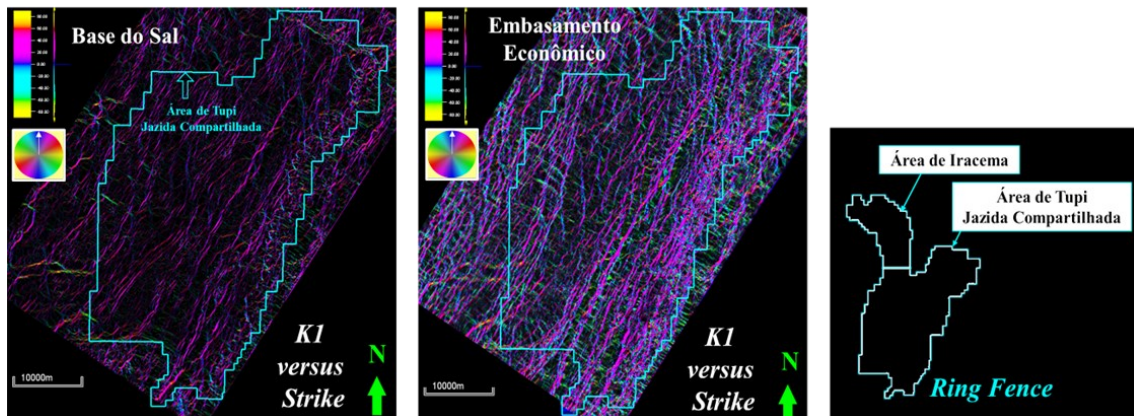 Base do Sal
Área de Tupi
Jazida Compartilhada
10000m
K1
versus
Strike
N
Embasamento
Econômico
10000m
K1
versus
Strike
N
Área de Iracema
Área de Tupi
Jazida Compartilhada
Ring Fence